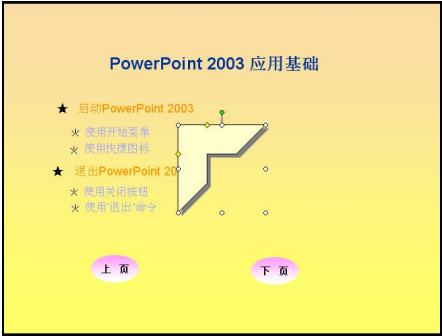 PowerPoint 2003 应用基础
★ 启动PowerPoint 2003
使用开始菜单
使用快捷图标
★ 退出PowerPoint 20
使用关闭按钮
使用“退出”命令
上 页
下 页